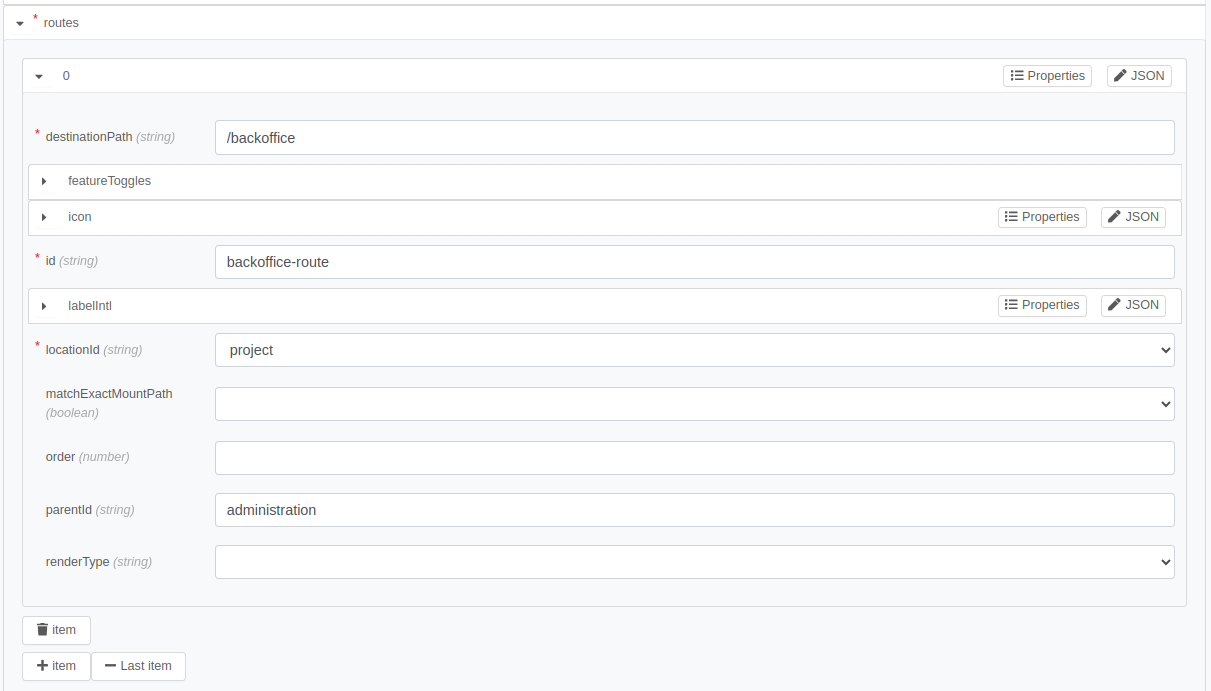 * routes
0 Properties JSON
* destinationPath (string) /backoffice
featureToggles
icon Properties JSON
* id (string) backoffice-route
labelIntl Properties JSON
* locationId (string) project
matchExactMountPath
(boolean)
order (number)
parentId (string) administration
renderType (string)
item
item Last item